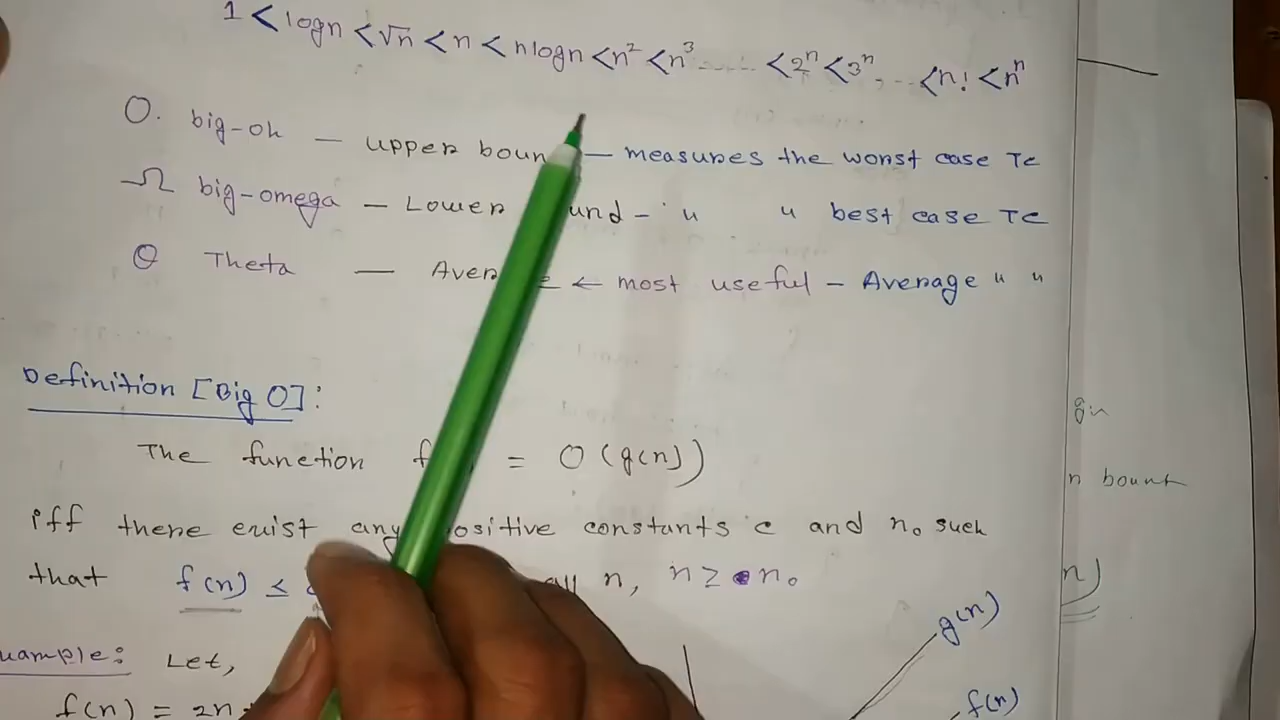 1 < logn < √n < n < nlogn < n² < n³ ...... < 2ⁿ < 3ⁿ, ... < n! < nⁿ
O. big-oh — upper boun — measures the worst case Tc
Ω big-omega — Lower und - " " best case Tc
θ Theta — Aver e ← most useful — Average " "
Definition [Big O]:
The function f = O(g(n))
iff there exist any ositive constants c and n₀ such
that f(n) ≤ all n, n ≥ n₀
xample: Let,
f(n) = 2n
g(n)
f(n)
gn
n bount
n)